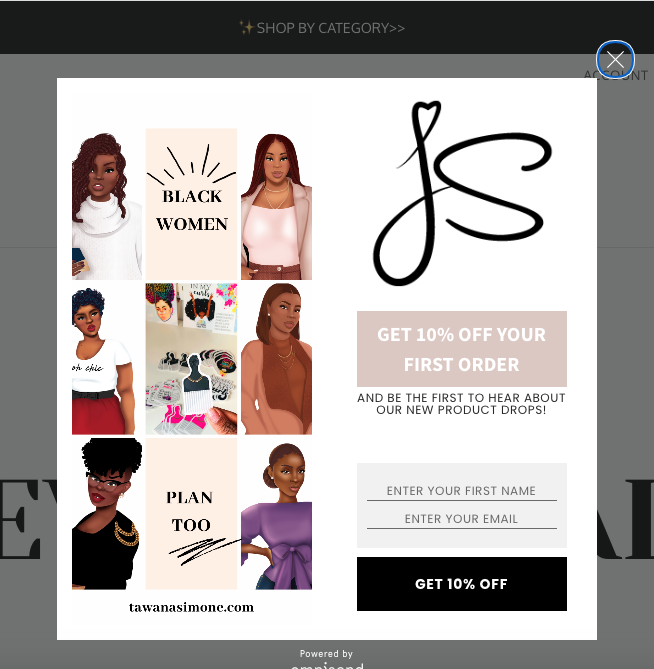 ✨SHOP BY CATEGORY>>
ACCOUNT
BLACK
WOMEN
IN MY
curls
oh chic
PLAN
TOO
tawanasimone.com
JS
GET 10% OFF YOUR
FIRST ORDER
AND BE THE FIRST TO HEAR ABOUT
OUR NEW PRODUCT DROPS!
ENTER YOUR FIRST NAME
ENTER YOUR EMAIL
GET 10% OFF
Powered by
omnisend